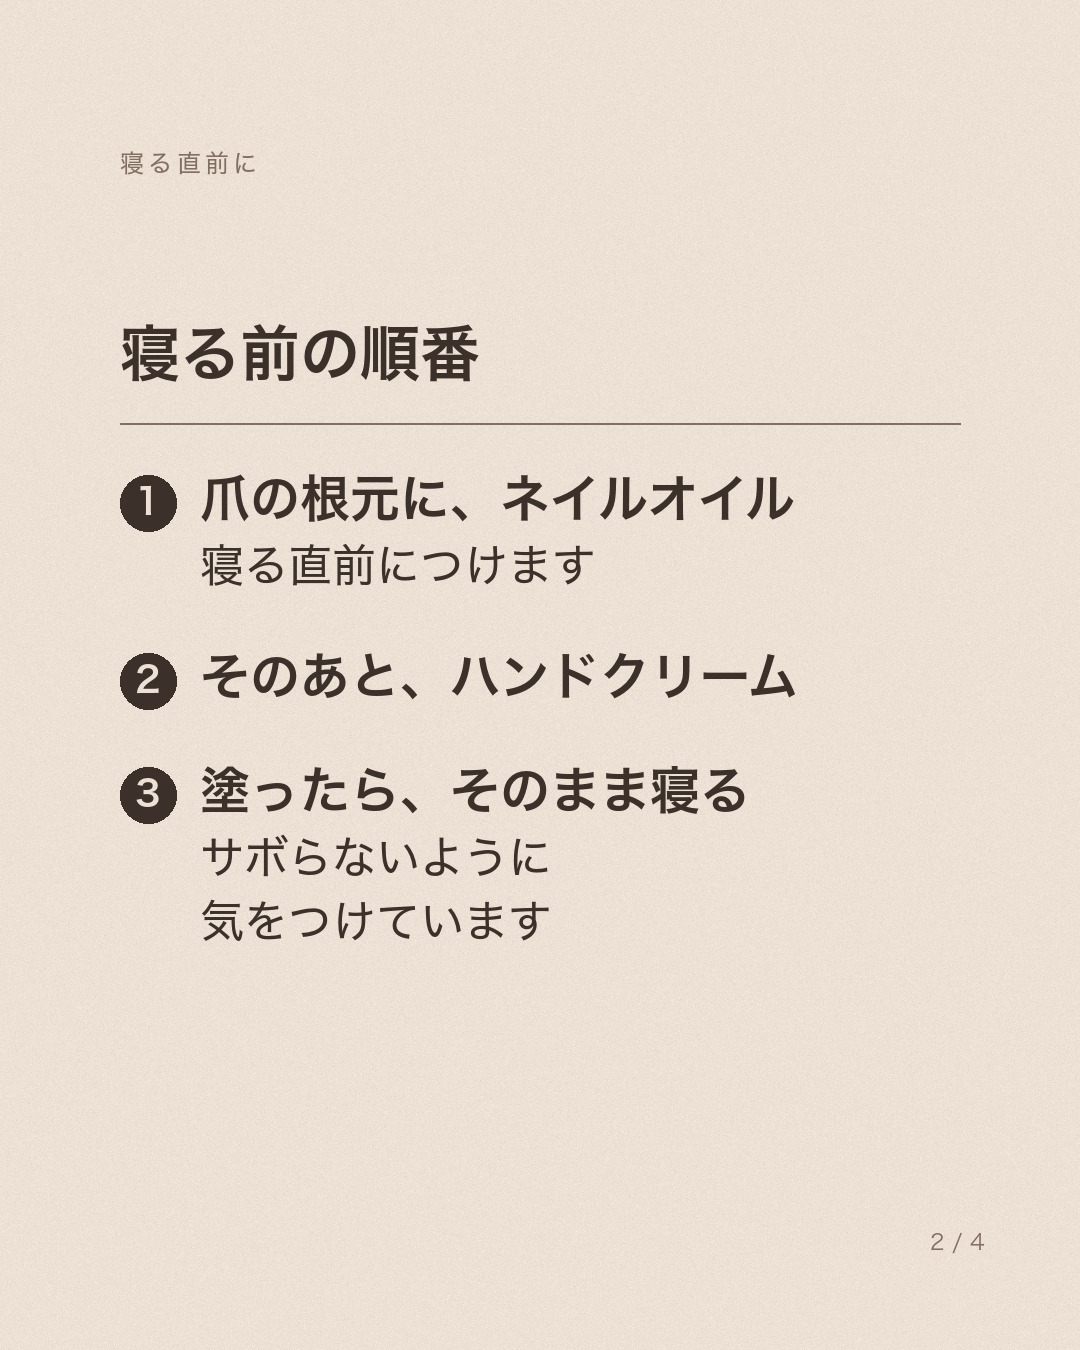 寝る直前に
寝る前の順番
1 爪の根元に、ネイルオイル
寝る直前につけます
2 そのあと、ハンドクリーム
3 塗ったら、そのまま寝る
サボらないように
気をつけています
2 / 4